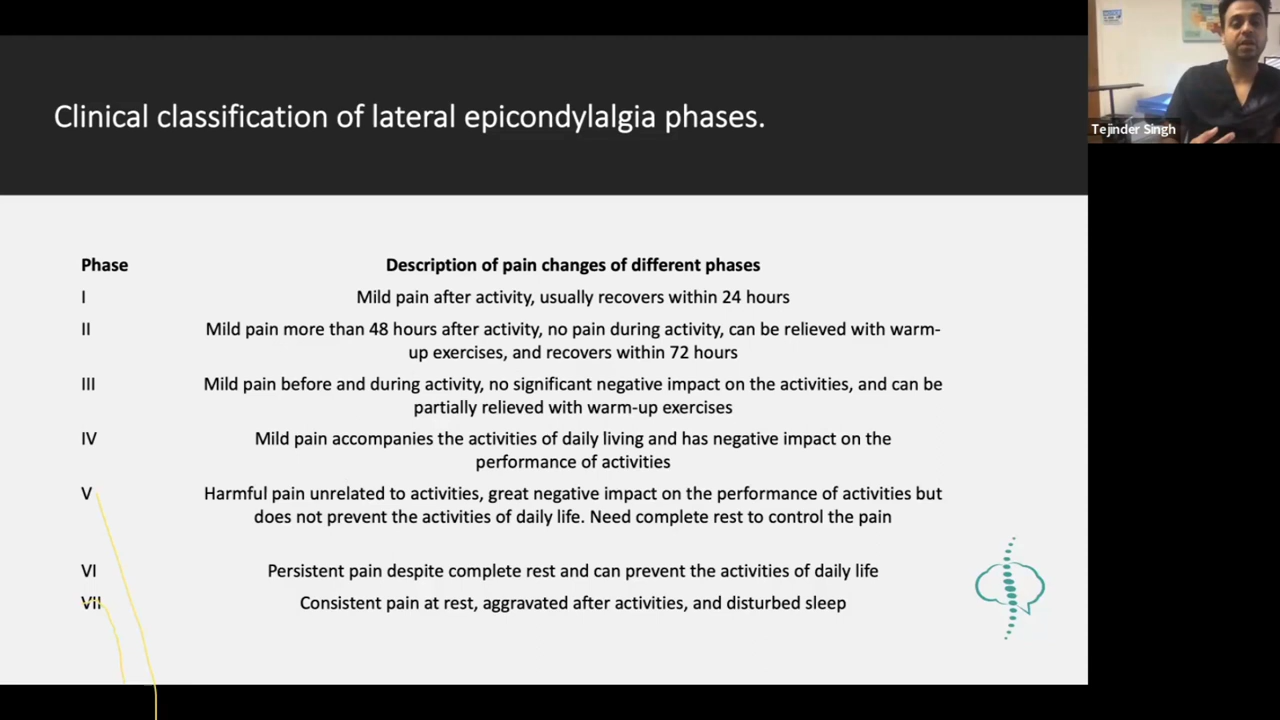 Clinical classification of lateral epicondylalgia phases.
Tejinder Singh
Phase Description of pain changes of different phases
I Mild pain after activity, usually recovers within 24 hours
II Mild pain more than 48 hours after activity, no pain during activity, can be relieved with warm-
up exercises, and recovers within 72 hours
III Mild pain before and during activity, no significant negative impact on the activities, and can be
partially relieved with warm-up exercises
IV Mild pain accompanies the activities of daily living and has negative impact on the
performance of activities
V Harmful pain unrelated to activities, great negative impact on the performance of activities but
does not prevent the activities of daily life. Need complete rest to control the pain
VI Persistent pain despite complete rest and can prevent the activities of daily life
VII Consistent pain at rest, aggravated after activities, and disturbed sleep